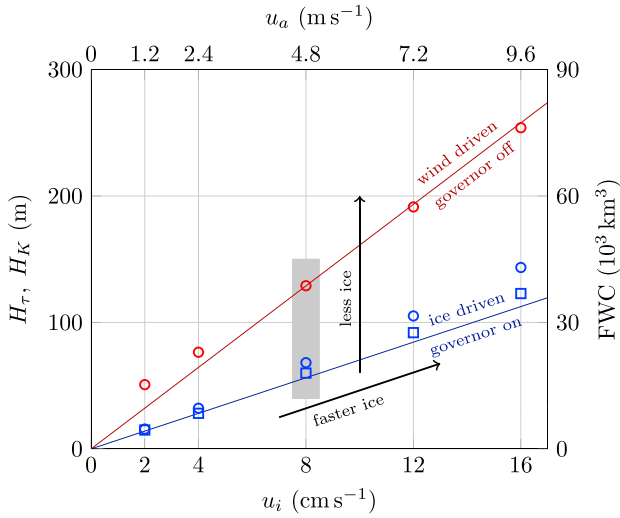 u_a (m s⁻¹)
0 1.2 2.4 4.8 7.2 9.6
300 90
wind driven
governor off
200 60
H_τ, H_K (m)
FWC (10³ km³)
less ice
100 30
ice driven
governor on
faster ice
0 0
0 2 4 8 12 16
u_i (cm s⁻¹)